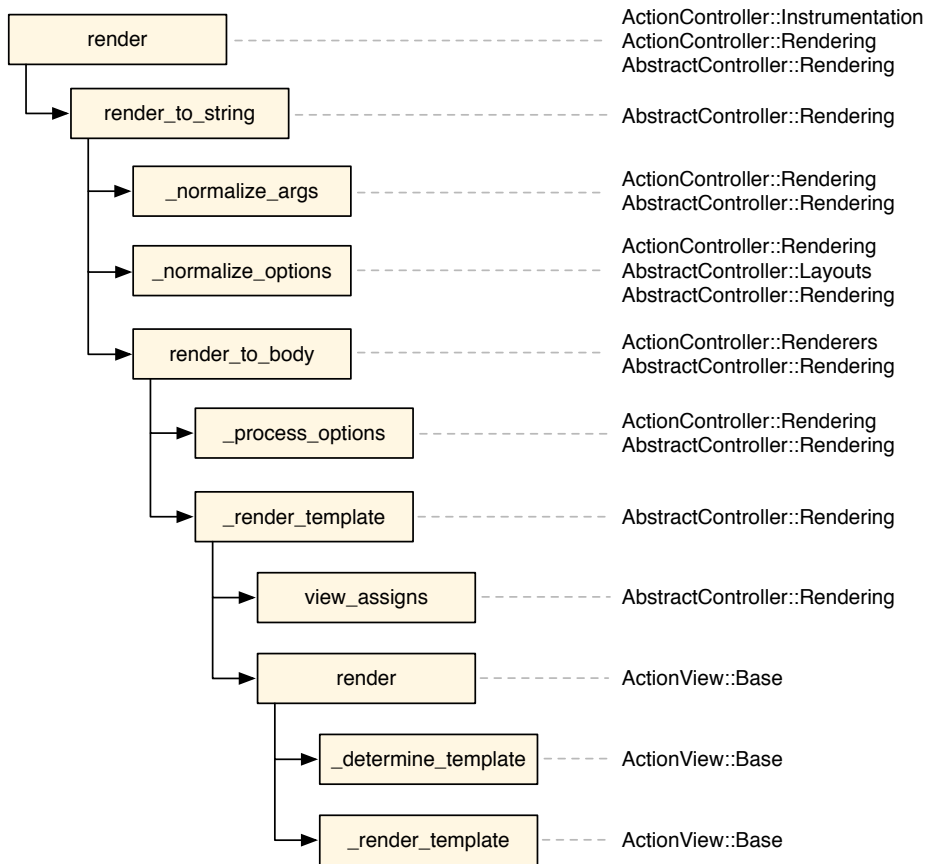 render
ActionController::Instrumentation
ActionController::Rendering
AbstractController::Rendering
render_to_string
AbstractController::Rendering
_normalize_args
ActionController::Rendering
AbstractController::Rendering
_normalize_options
ActionController::Rendering
AbstractController::Layouts
AbstractController::Rendering
render_to_body
ActionController::Renderers
AbstractController::Rendering
_process_options
ActionController::Rendering
AbstractController::Rendering
_render_template
AbstractController::Rendering
view_assigns
AbstractController::Rendering
render
ActionView::Base
_determine_template
ActionView::Base
_render_template
ActionView::Base